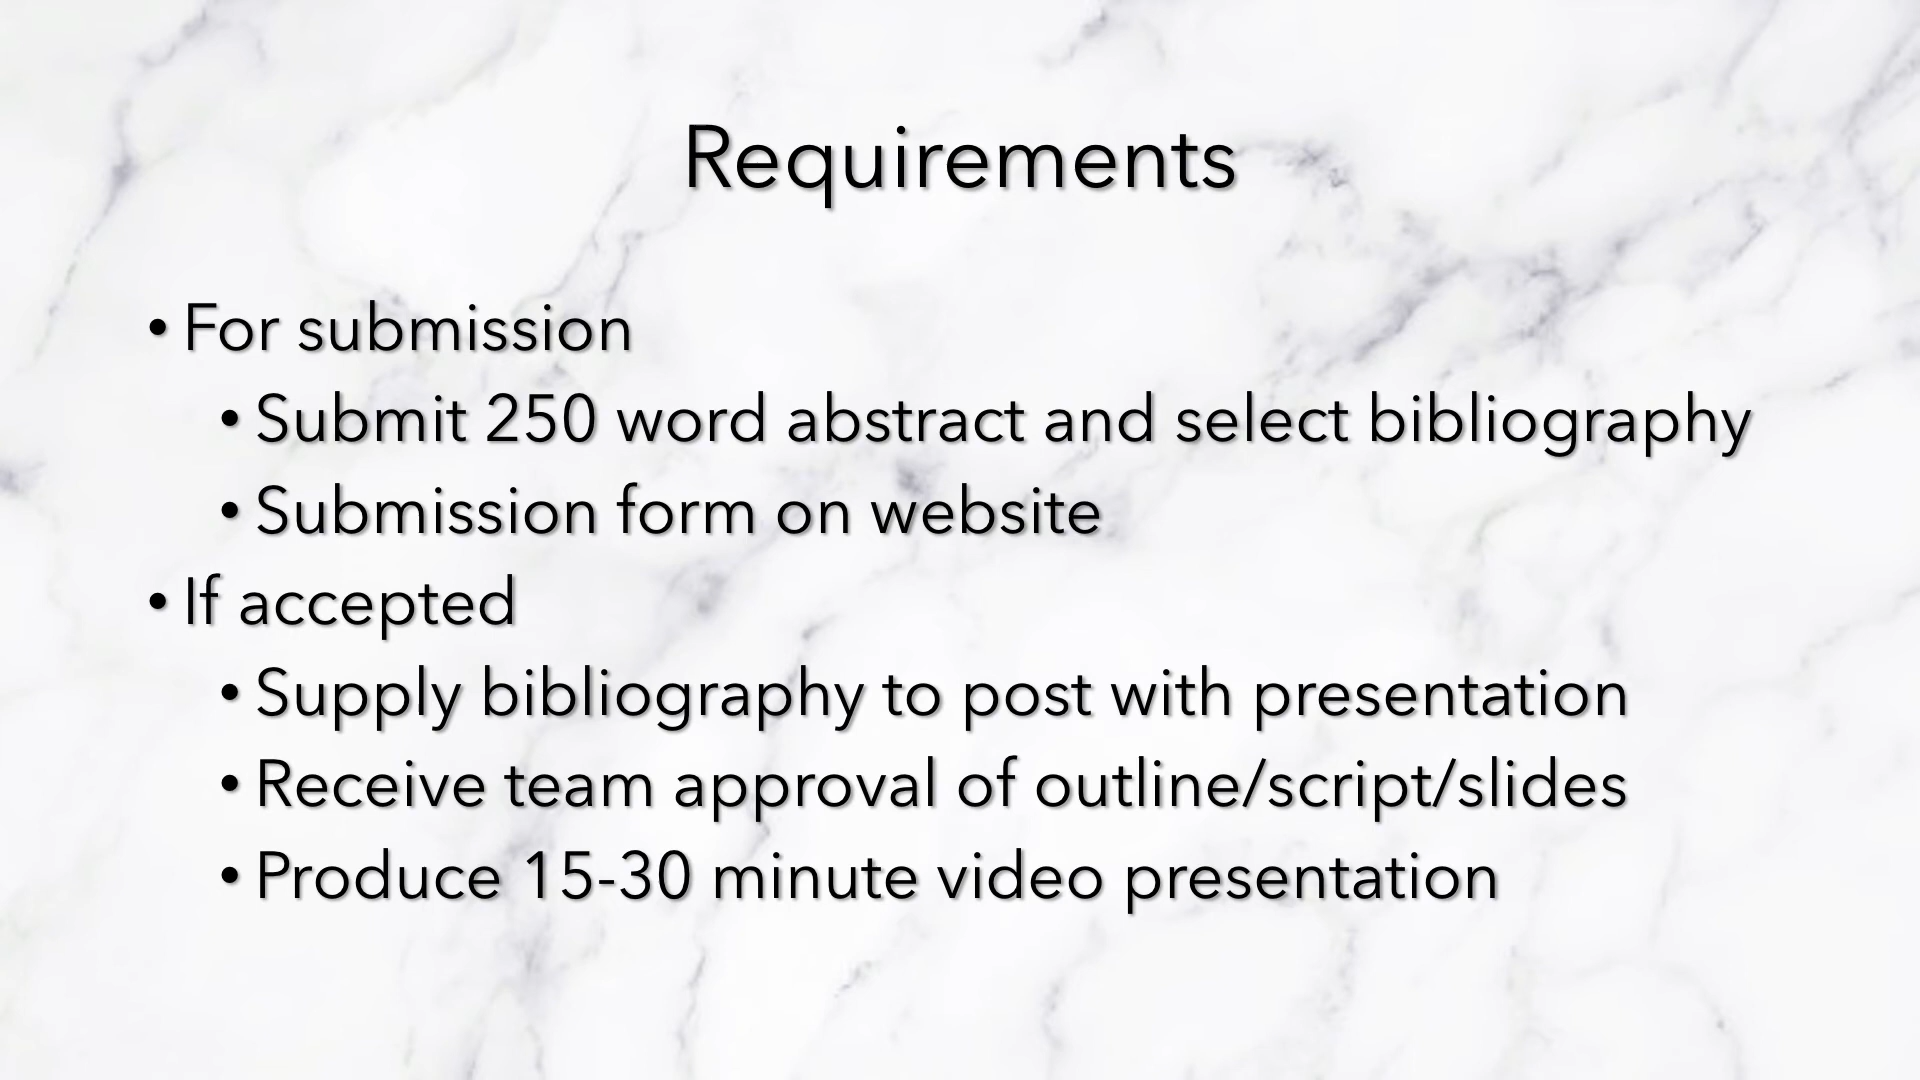 Requirements
• For submission
• Submit 250 word abstract and select bibliography
• Submission form on website
• If accepted
• Supply bibliography to post with presentation
• Receive team approval of outline/script/slides
• Produce 15-30 minute video presentation